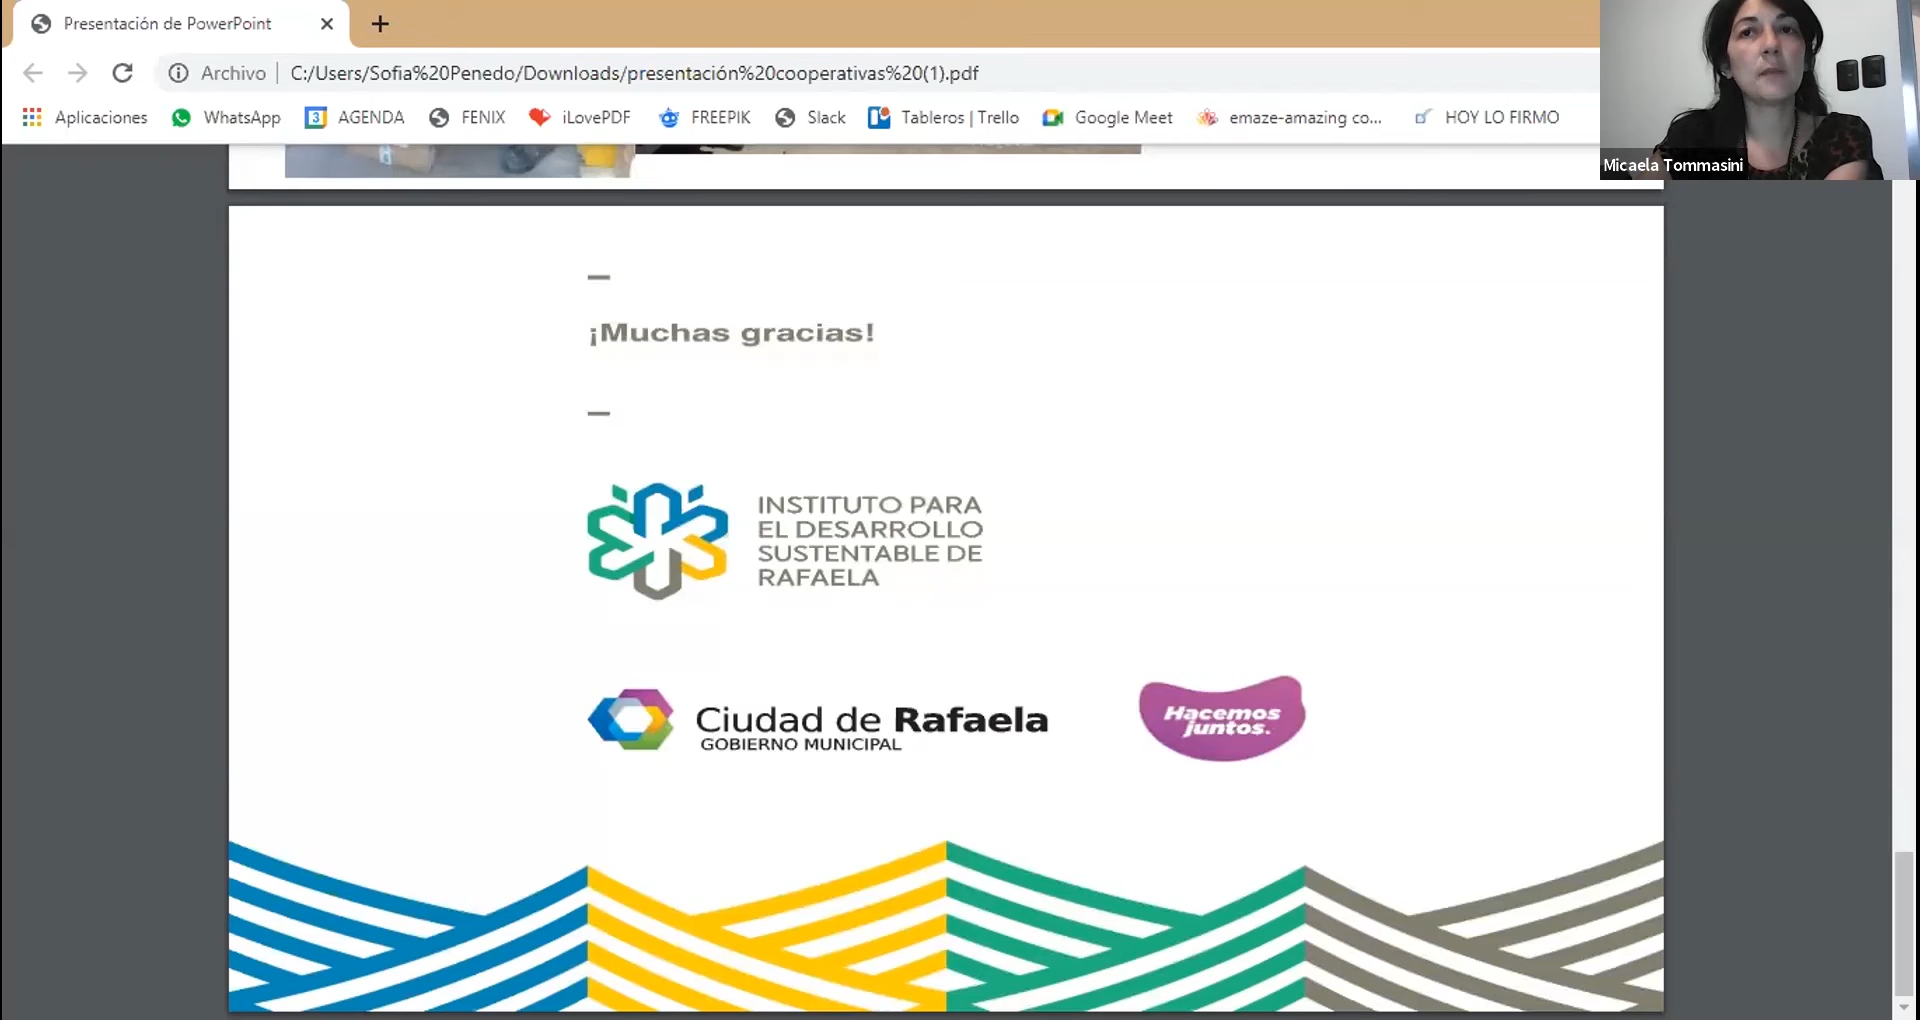 Presentación de PowerPoint
Archivo
C:/Users/Sofia%20Penedo/Downloads/presentación%20cooperativas%20(1).pdf
Aplicaciones
WhatsApp
3
AGENDA
FENIX
iLovePDF
FREEPIK
Slack
Tableros | Trello
Google Meet
emaze-amazing co...
HOY LO FIRMO
Micaela Tommasini
¡Muchas gracias!
INSTITUTO PARA
EL DESARROLLO
SUSTENTABLE DE
RAFAELA
Ciudad de Rafaela
GOBIERNO MUNICIPAL
Hacemos
juntos.